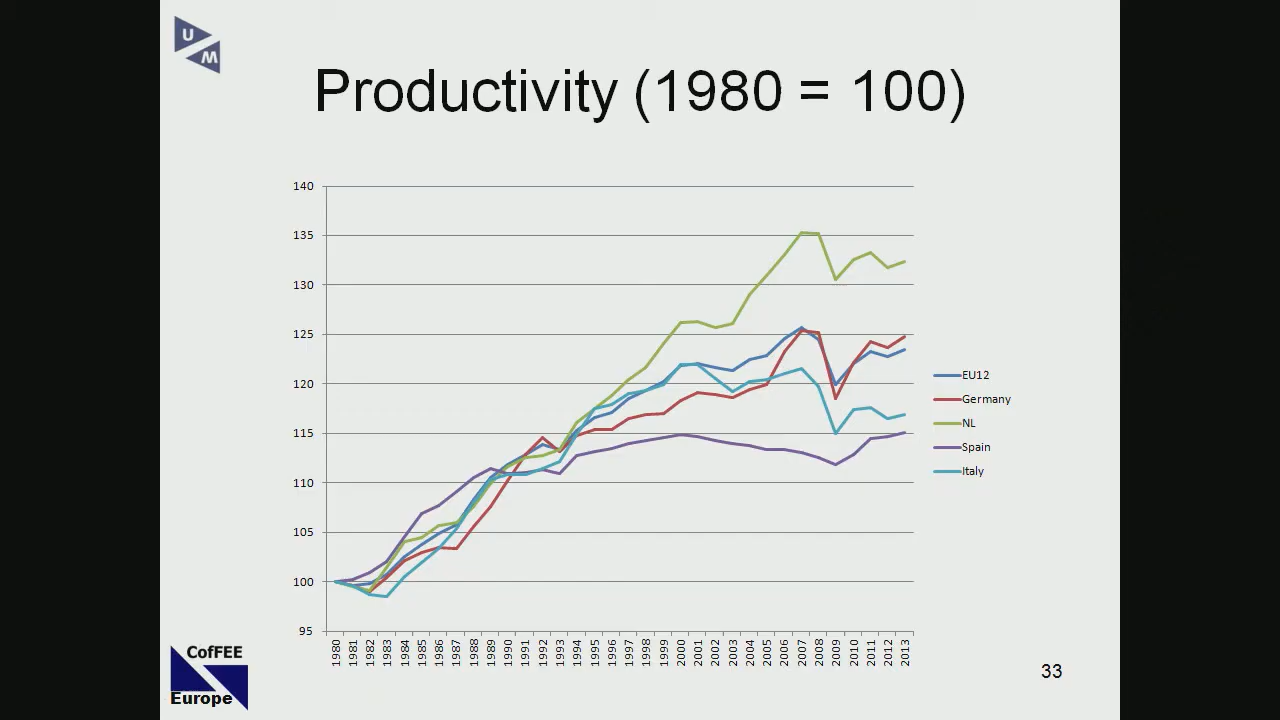 U
M
Productivity (1980 = 100)
140
135
130
125
120
115
110
105
100
95
1980 1981 1982 1983 1984 1985 1986 1987 1988 1989 1990 1991 1992 1993 1994 1995 1996 1997 1998 1999 2000 2001 2002 2003 2004 2005 2006 2007 2008 2009 2010 2011 2012 2013
EU12
Germany
NL
Spain
Italy
CofFEE
Europe
33